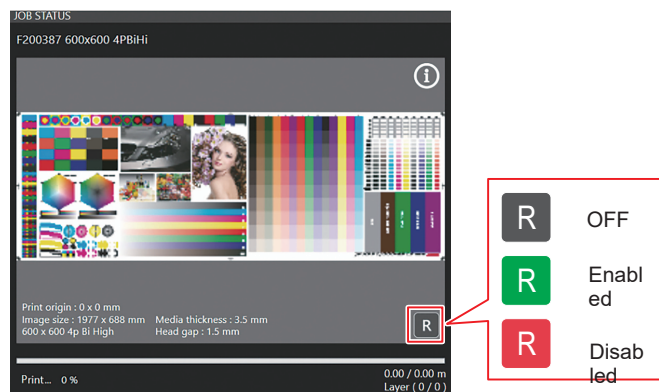 JOB STATUS
F200387 600x600 4PBiHi
i
Print origin : 0 x 0 mm
Image size : 1977 x 688 mm Media thickness : 3.5 mm
600 x 600 4p Bi High Head gap : 1.5 mm
R
Print... 0 %
0.00 / 0.00 m
Layer ( 0 / 0 )
R OFF
R Enabl
ed
R Disab
led